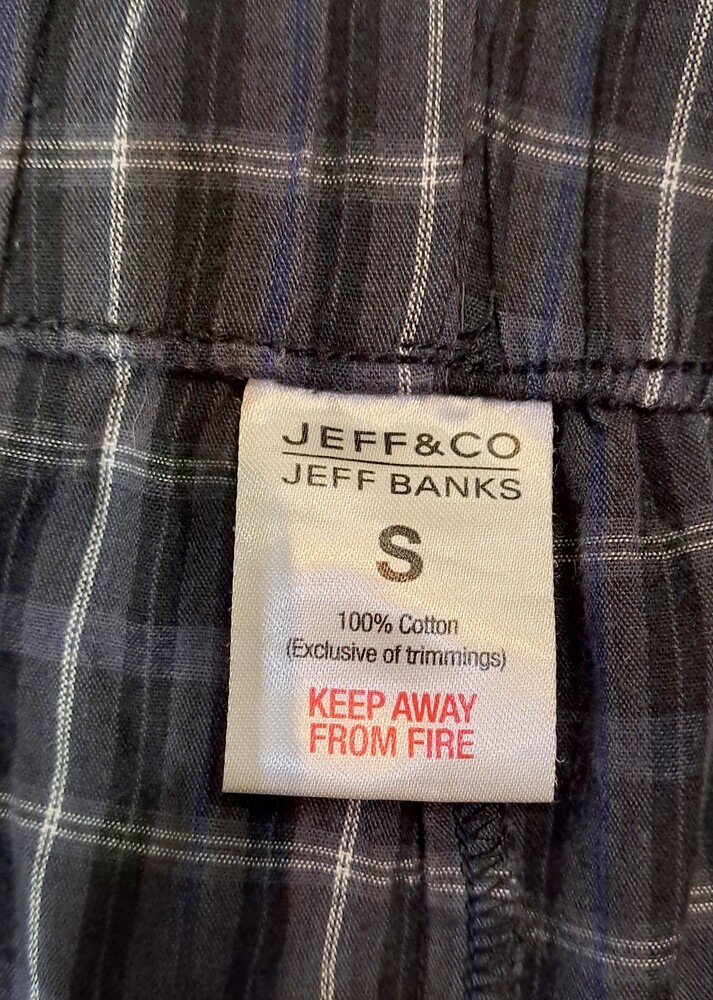 JEFF&CO
JEFF BANKS
S
100% Cotton
(Exclusive of trimmings)
KEEP AWAY
FROM FIRE